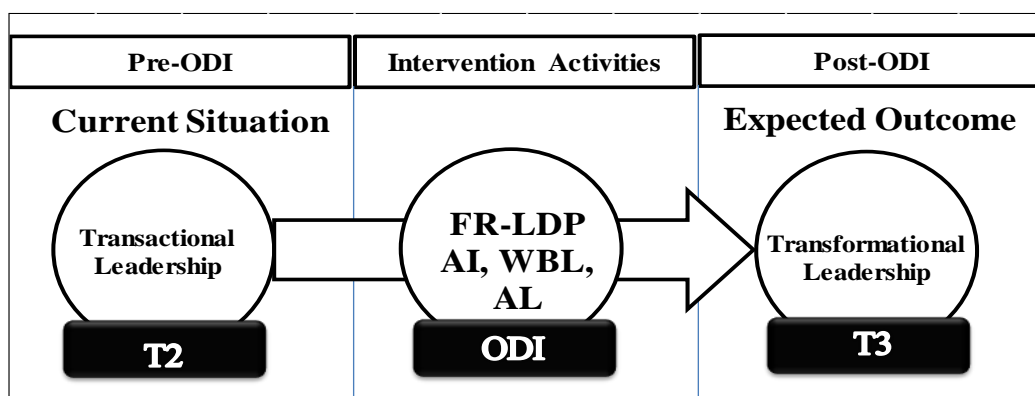 Pre-ODI
Intervention Activities
Post-ODI
Current Situation
Expected Outcome
Transactional
Leadership
FR-LDP
AI, WBL,
AL
Transformational
Leadership
T2
ODI
T3